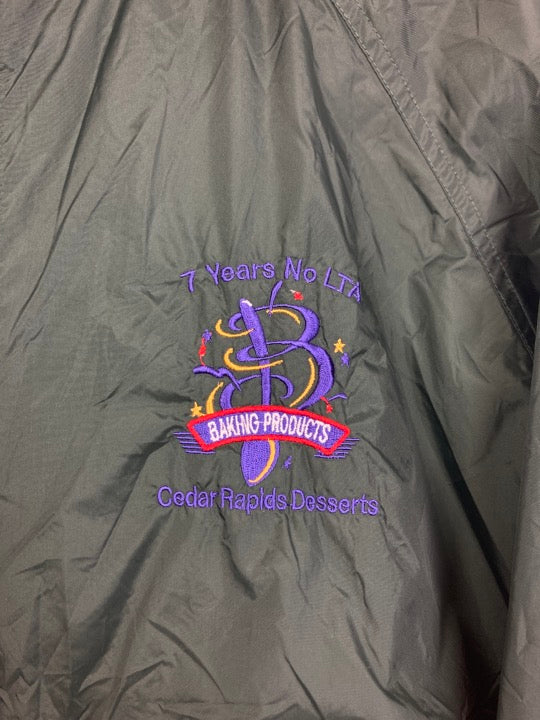 7 Years No LTA
B
BAKING PRODUCTS
Cedar Rapids Desserts